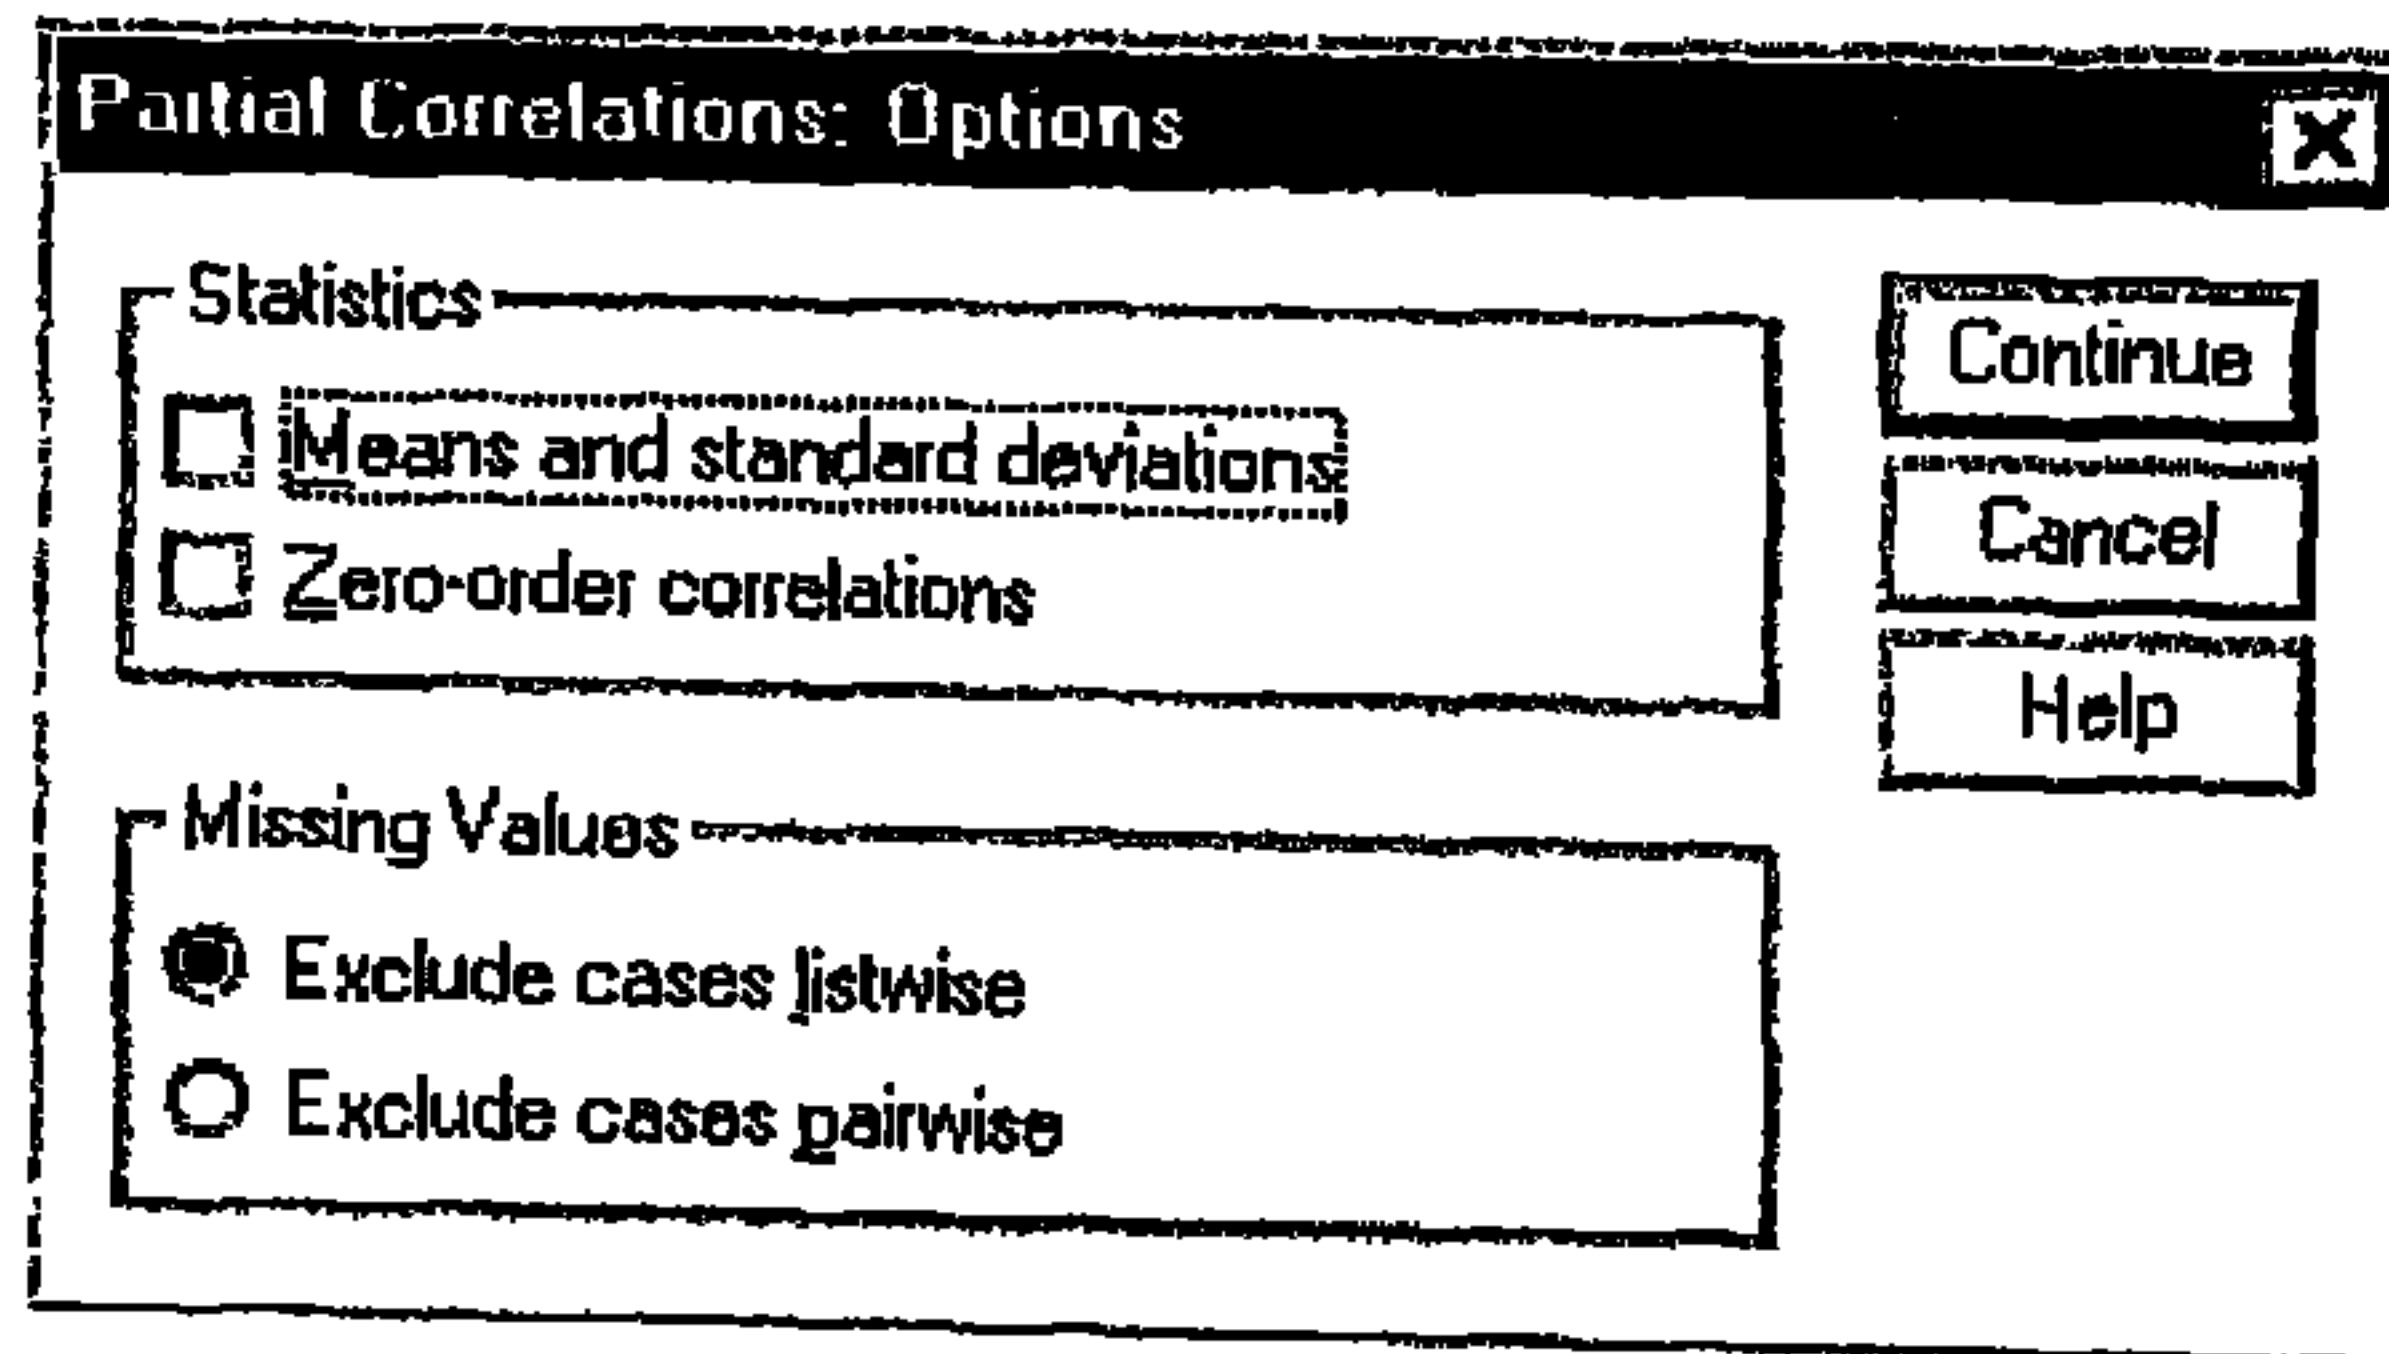 Partial Correlations: Options
Statistics
Means and standard deviations
Zero-order correlations
Missing Values
Exclude cases listwise
Exclude cases pairwise
Continue
Cancel
Help